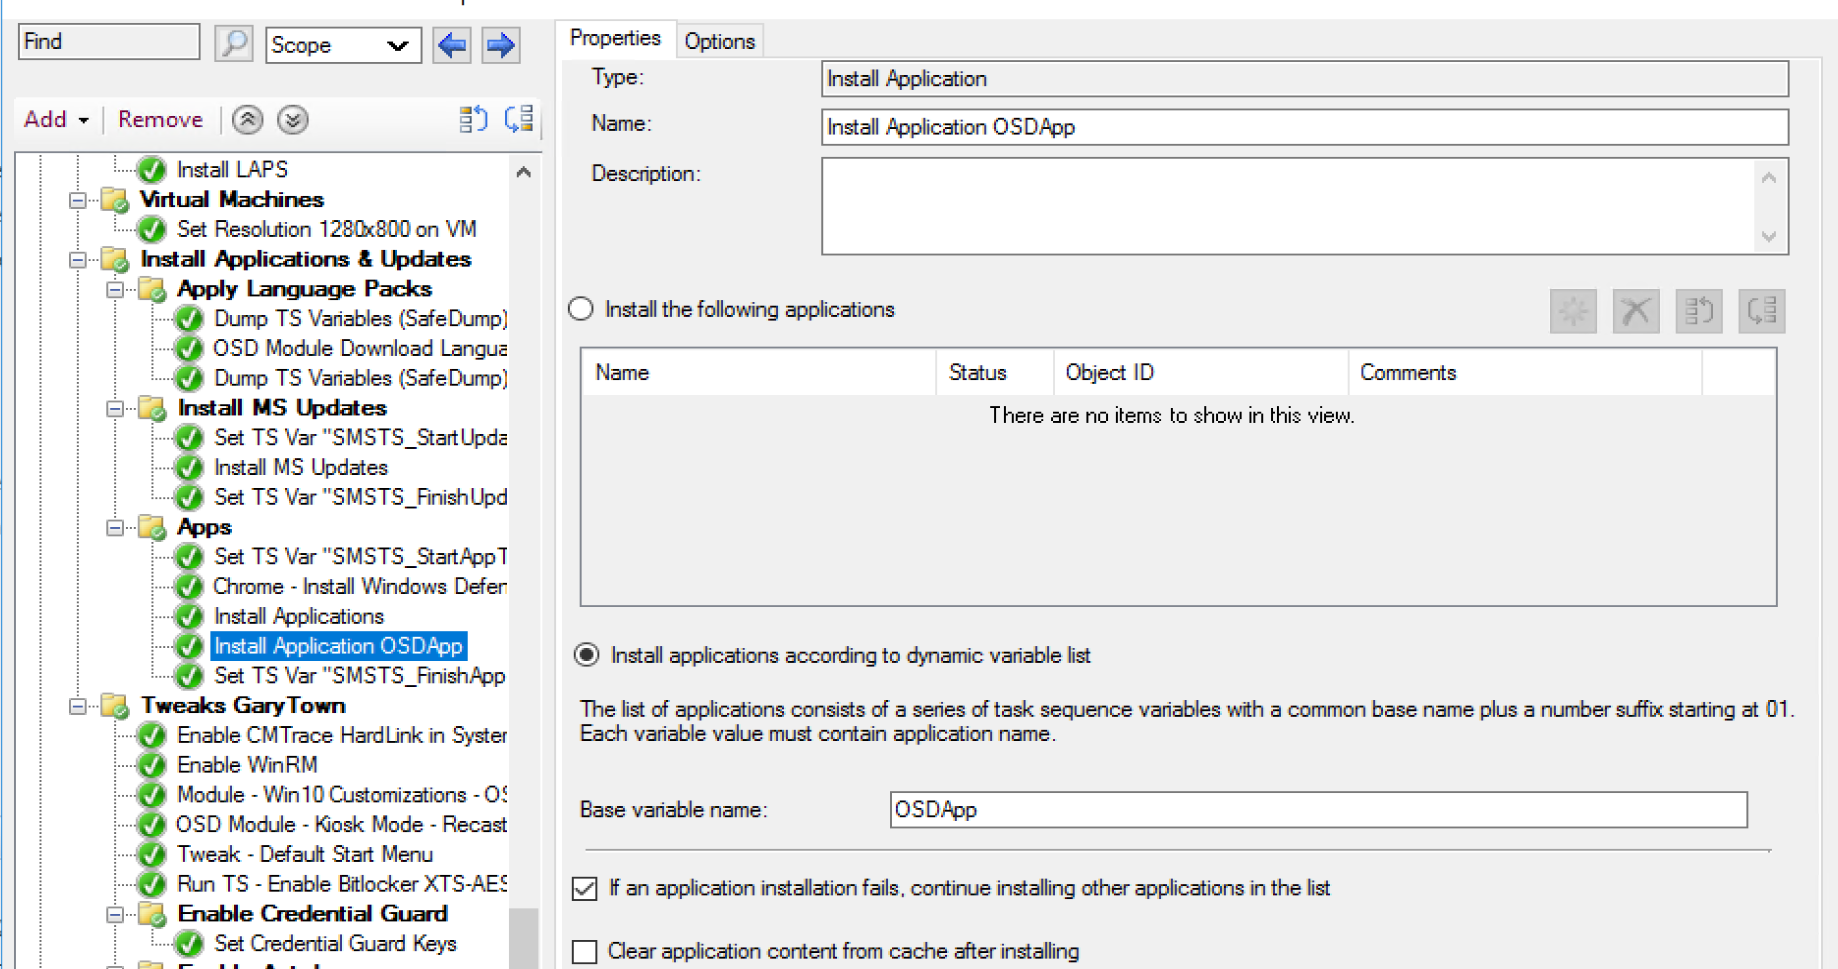 Find
Scope
Add
Remove
Install LAPS
Virtual Machines
Set Resolution 1280x800 on VM
Install Applications & Updates
Apply Language Packs
Dump TS Variables (SafeDump)
OSD Module Download Langua
Dump TS Variables (SafeDump)
Install MS Updates
Set TS Var "SMSTS_StartUpda
Install MS Updates
Set TS Var "SMSTS_FinishUpd
Apps
Set TS Var "SMSTS_StartAppT
Chrome - Install Windows Defen
Install Applications
Install Application OSDApp
Set TS Var "SMSTS_FinishApp
Tweaks GaryTown
Enable CMTrace HardLink in System
Enable WinRM
Module - Win10 Customizations - OS
OSD Module - Kiosk Mode - Recast
Tweak - Default Start Menu
Run TS - Enable Bitlocker XTS-AES
Enable Credential Guard
Set Credential Guard Keys
Properties
Options
Type:
Install Application
Name:
Install Application OSDApp
Description:
Install the following applications
Name
Status
Object ID
Comments
There are no items to show in this view.
Install applications according to dynamic variable list
The list of applications consists of a series of task sequence variables with a common base name plus a number suffix starting at 01.
Each variable value must contain application name.
Base variable name:
OSDApp
If an application installation fails, continue installing other applications in the list
Clear application content from cache after installing